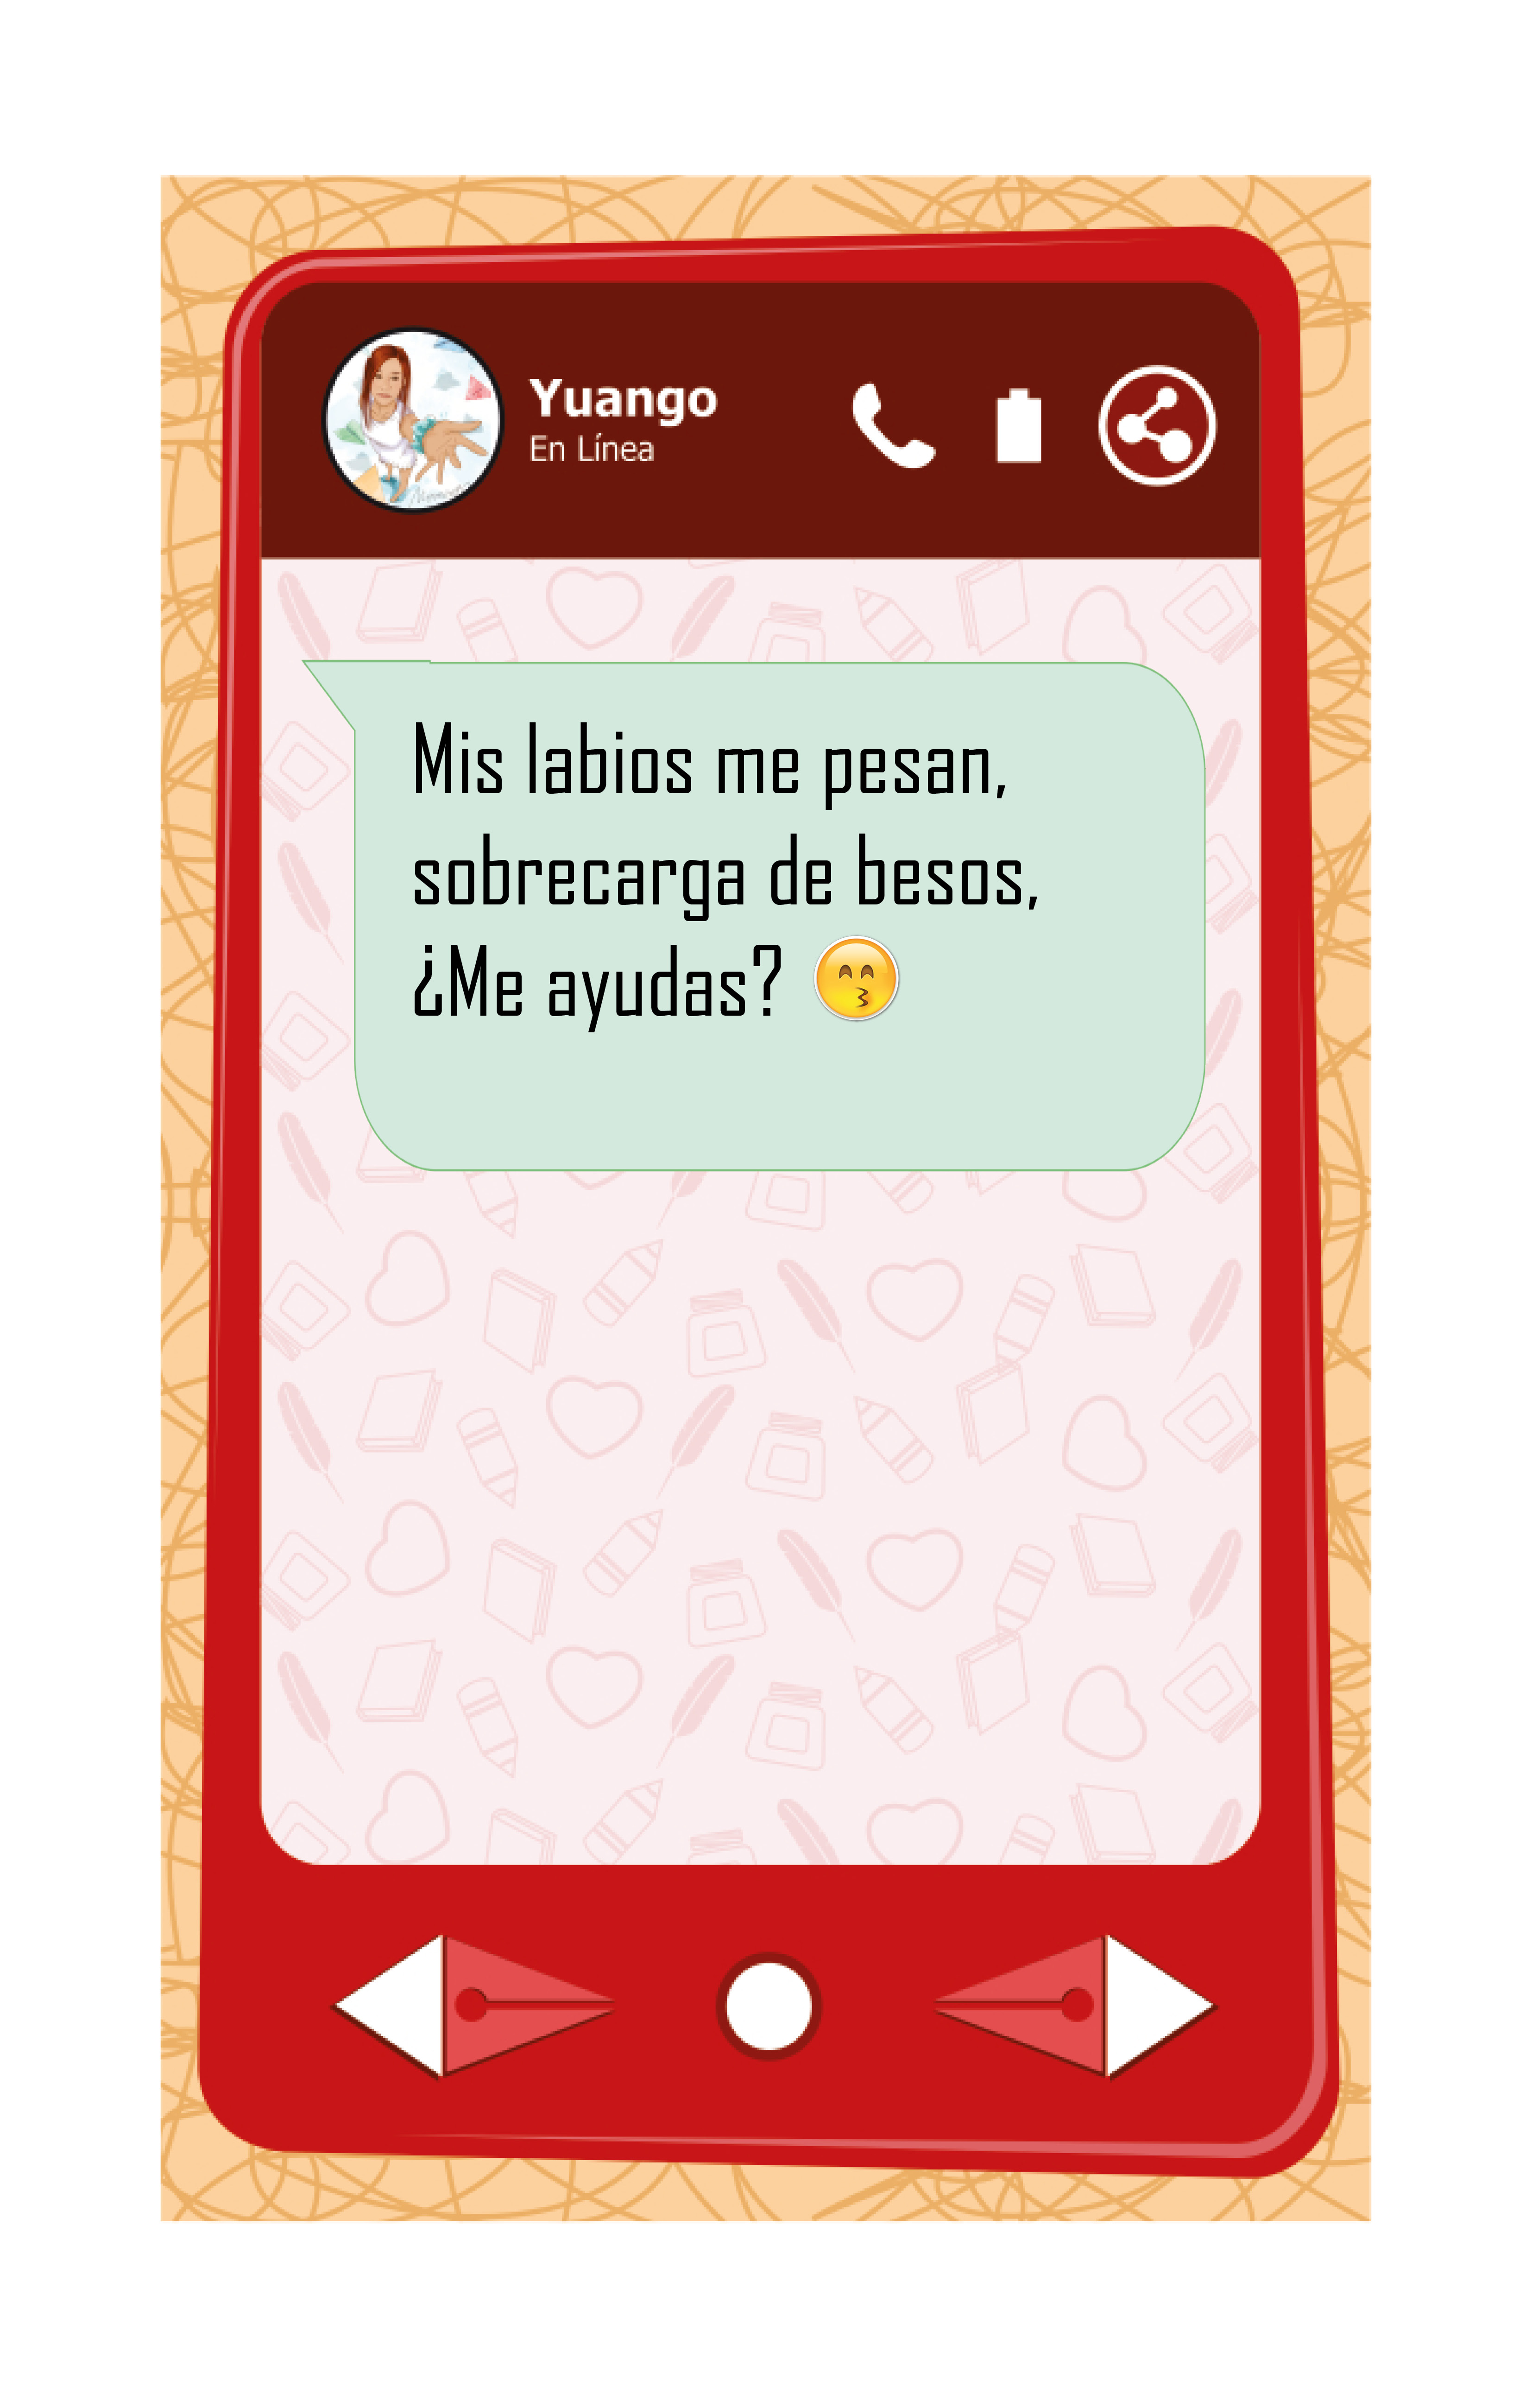 Yuango
En Línea
Mis labios me pesan,
sobrecarga de besos,
¿Me ayudas? 😙